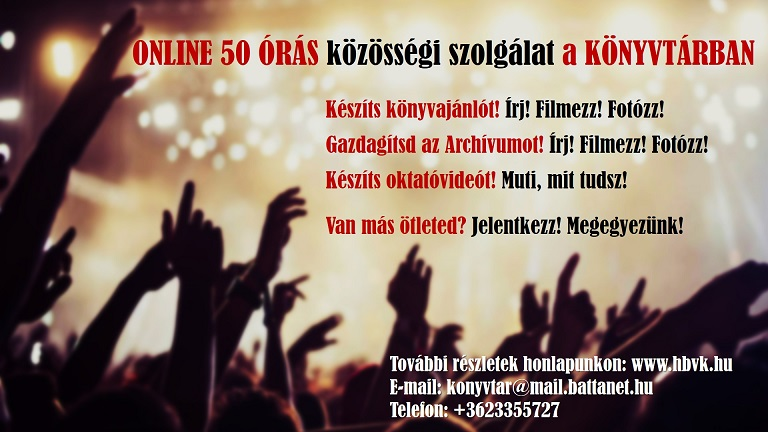 ONLINE 50 ÓRÁS közösségi szolgálat a KÖNYVTÁRBAN
Készíts könyvajánlót! Írj! Filmezz! Fotózz!
Gazdagítsd az Archívumot! Írj! Filmezz! Fotózz!
Készíts oktatóvideót! Muti, mit tudsz!
Van más ötleted? Jelentkezz! Megegyezünk!
További részletek honlapunkon: www.hbvk.hu
E-mail: konyvtar@mail.battanet.hu
Telefon: +3623355727